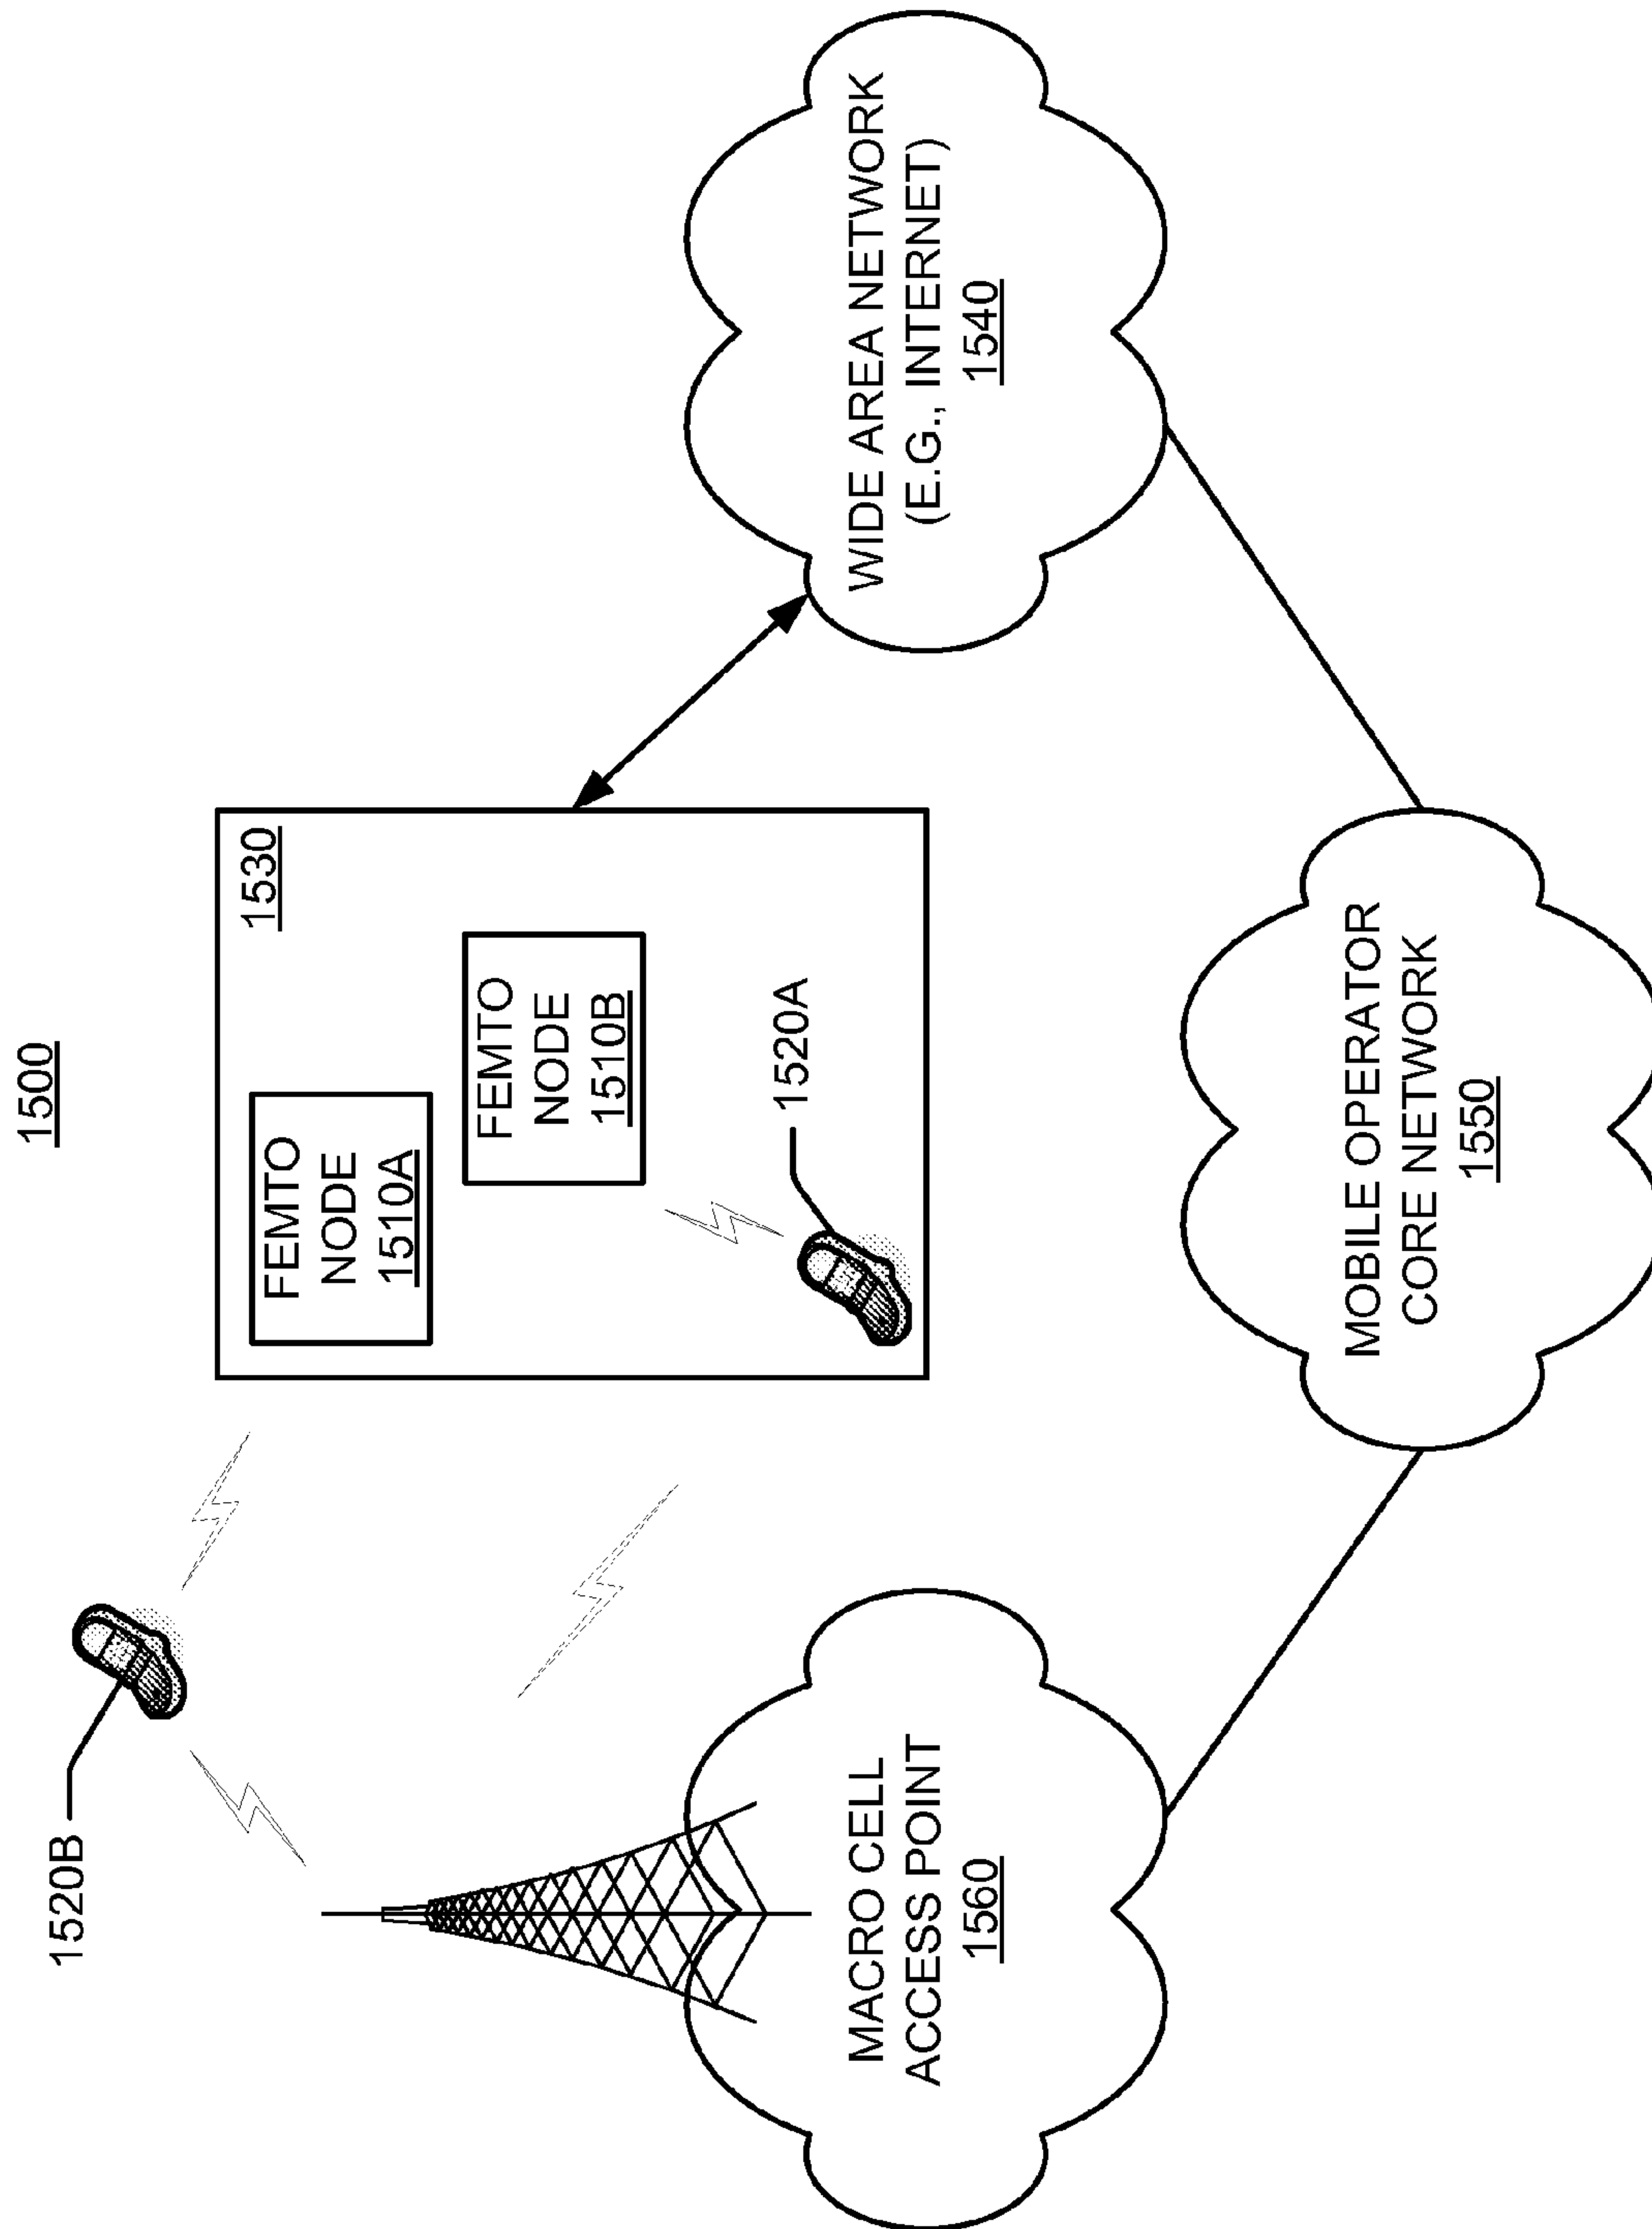 1500
1520B
1530
FEMTO
NODE
1510A
FEMTO
NODE
1510B
1520A
MACRO CELL
ACCESS POINT
1560
WIDE AREA NETWORK
(E.G., INTERNET)
1540
MOBILE OPERATOR
CORE NETWORK
1550